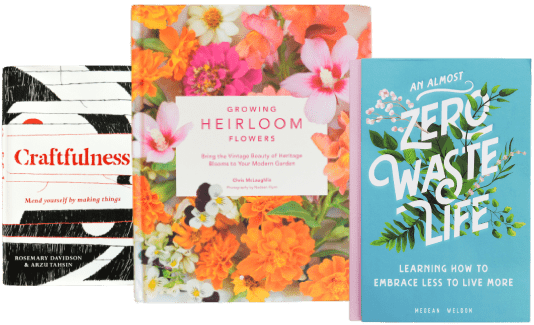 Craftfulness
Mend yourself by making things
ROSEMARY DAVIDSON
& ARZU TAHSIN
GROWING
HEIRLOOM
FLOWERS
Bring the Vintage Beauty of Heritage
Blooms to Your Modern Garden
Chris McLaughlin
Photography by
AN ALMOST
ZERO
WASTE
LIFE
LEARNING HOW TO
EMBRACE LESS TO LIVE MORE
MEGEAN WELDON